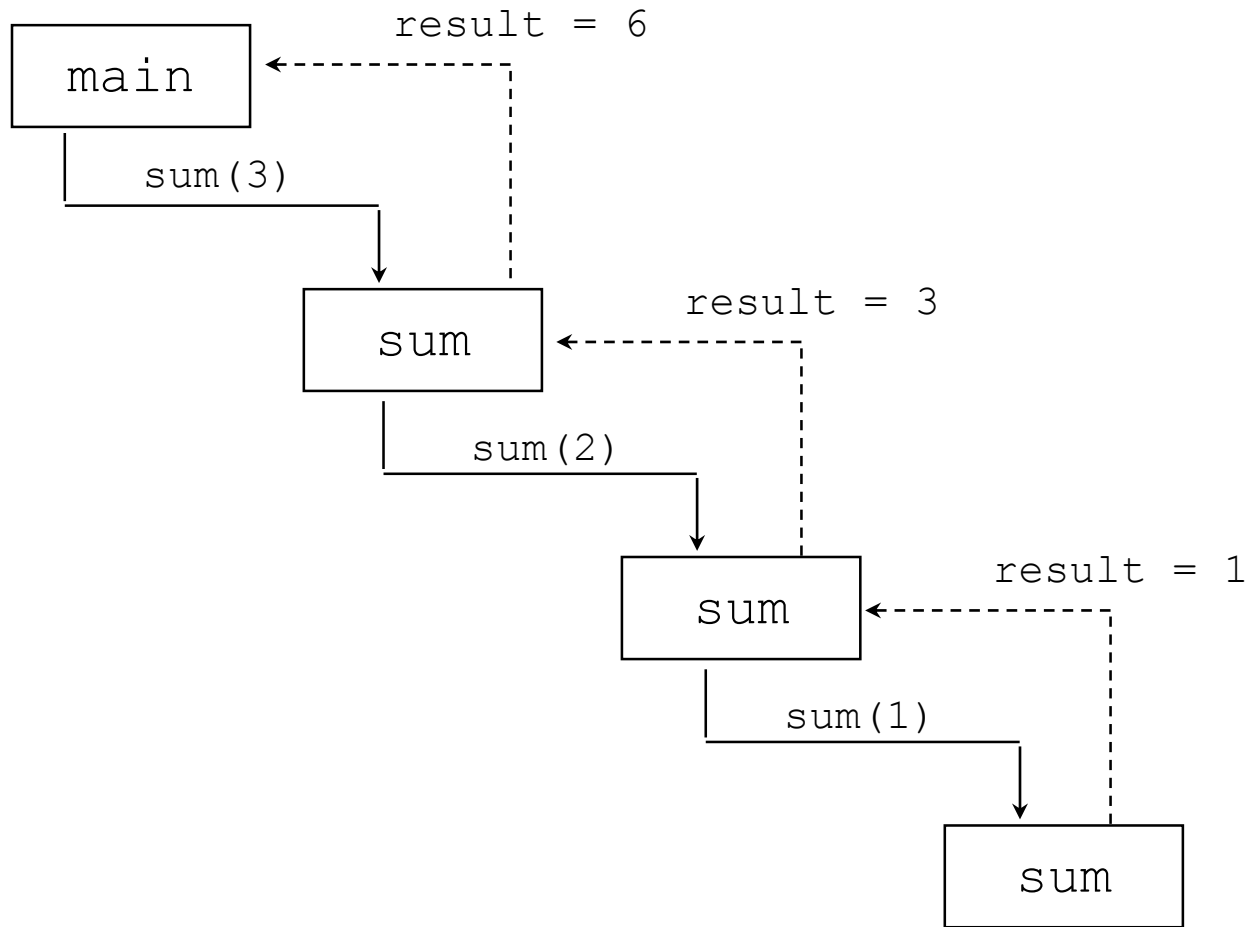 result = 6
main
sum(3)
result = 3
sum
sum(2)
result = 1
sum
sum(1)
sum